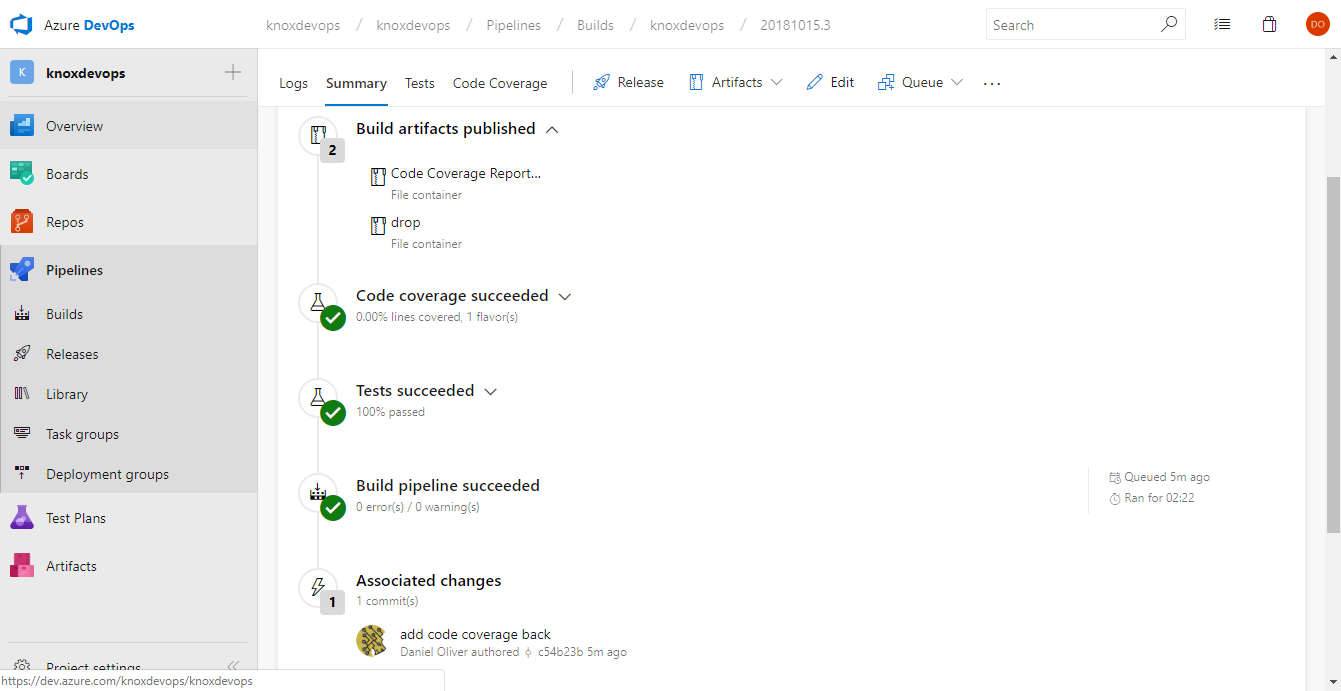 Azure DevOps
knoxdevops / knoxdevops / Pipelines / Builds / knoxdevops / 20181015.3
Search
DO
K
knoxdevops
Overview
Boards
Repos
Pipelines
Builds
Releases
Library
Task groups
Deployment groups
Test Plans
Artifacts
Project settings
https://dev.azure.com/knoxdevops/knoxdevops
Logs Summary Tests Code Coverage Release Artifacts Edit Queue ...
2
Build artifacts published
Code Coverage Report...
File container
drop
File container
Code coverage succeeded
0.00% lines covered, 1 flavor(s)
Tests succeeded
100% passed
Build pipeline succeeded
0 error(s) / 0 warning(s)
Queued 5m ago
Ran for 02:22
1
Associated changes
1 commit(s)
add code coverage back
Daniel Oliver authored c54b23b 5m ago